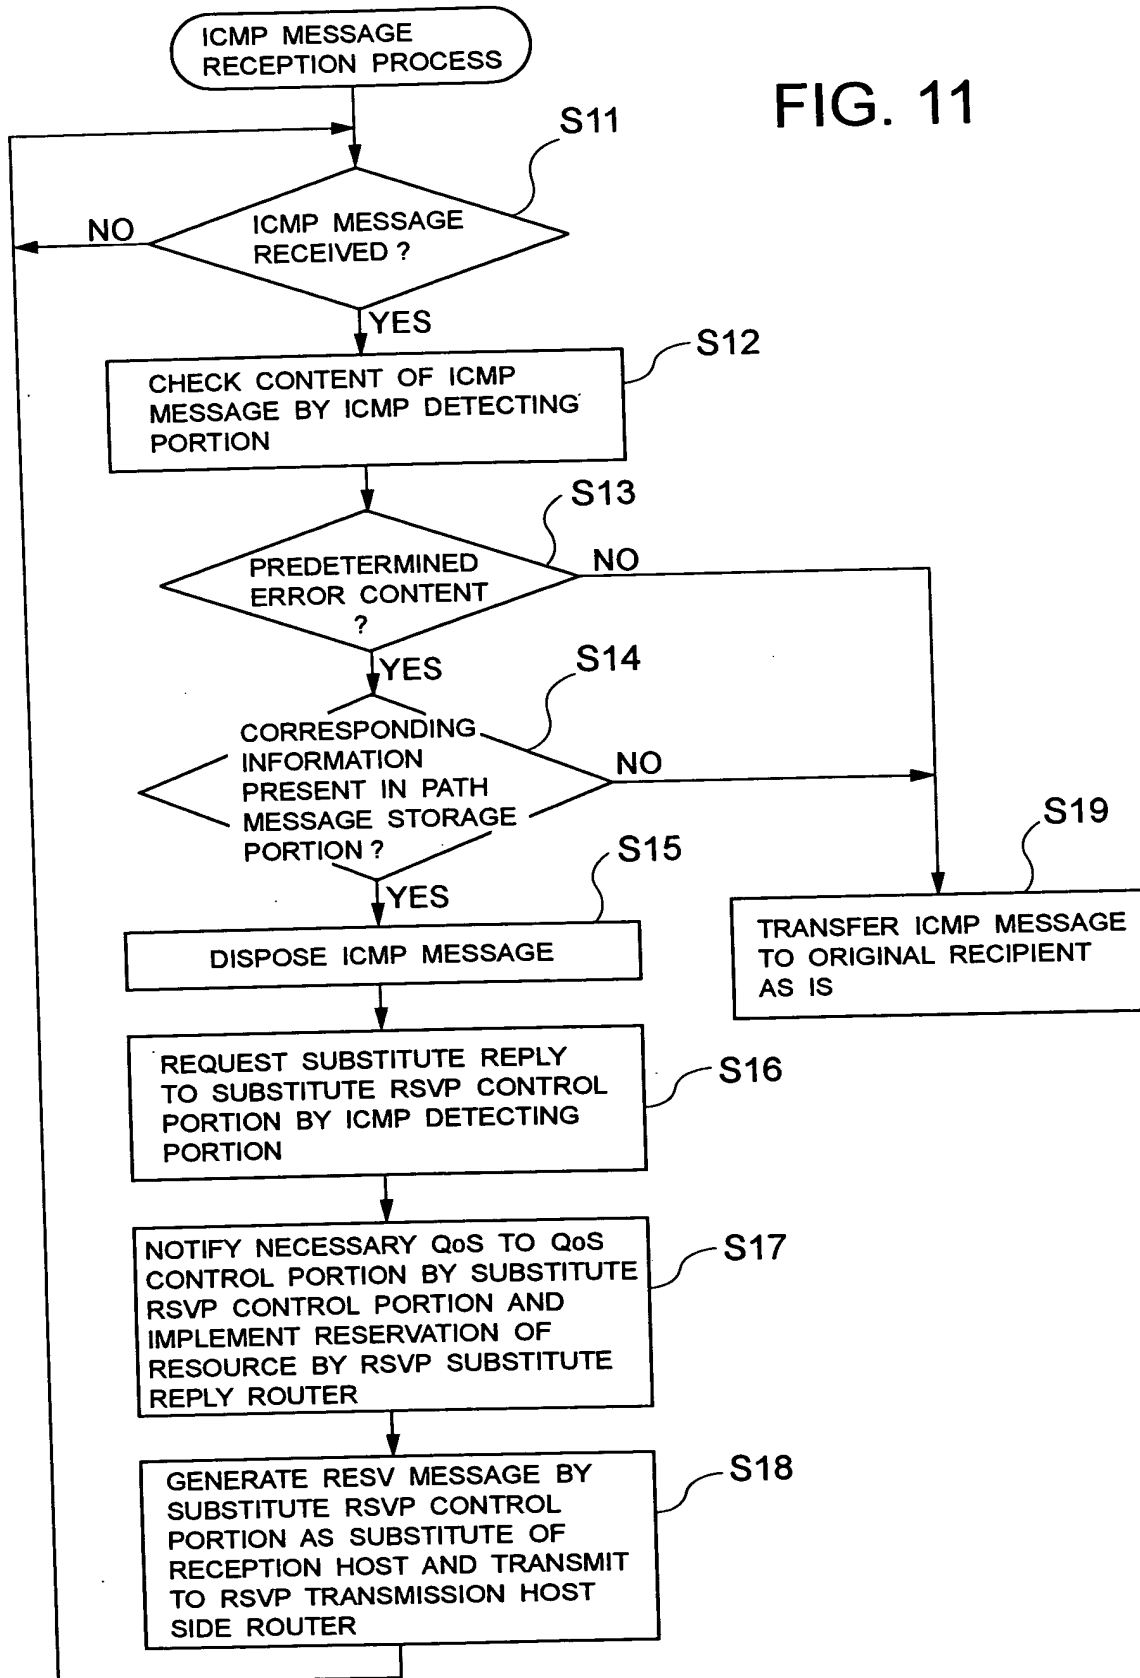 ICMP MESSAGE
RECEPTION PROCESS
FIG. 11
S11
ICMP MESSAGE
RECEIVED ?
NO
YES
S12
CHECK CONTENT OF ICMP
MESSAGE BY ICMP DETECTING
PORTION
S13
PREDETERMINED
ERROR CONTENT
?
NO
YES
S14
CORRESPONDING
INFORMATION
PRESENT IN PATH
MESSAGE STORAGE
PORTION ?
NO
YES
S15
DISPOSE ICMP MESSAGE
S19
TRANSFER ICMP MESSAGE
TO ORIGINAL RECIPIENT
AS IS
S16
REQUEST SUBSTITUTE REPLY
TO SUBSTITUTE RSVP CONTROL
PORTION BY ICMP DETECTING
PORTION
S17
NOTIFY NECESSARY QoS TO QoS
CONTROL PORTION BY SUBSTITUTE
RSVP CONTROL PORTION AND
IMPLEMENT RESERVATION OF
RESOURCE BY RSVP SUBSTITUTE
REPLY ROUTER
S18
GENERATE RESV MESSAGE BY
SUBSTITUTE RSVP CONTROL
PORTION AS SUBSTITUTE OF
RECEPTION HOST AND TRANSMIT
TO RSVP TRANSMISSION HOST
SIDE ROUTER